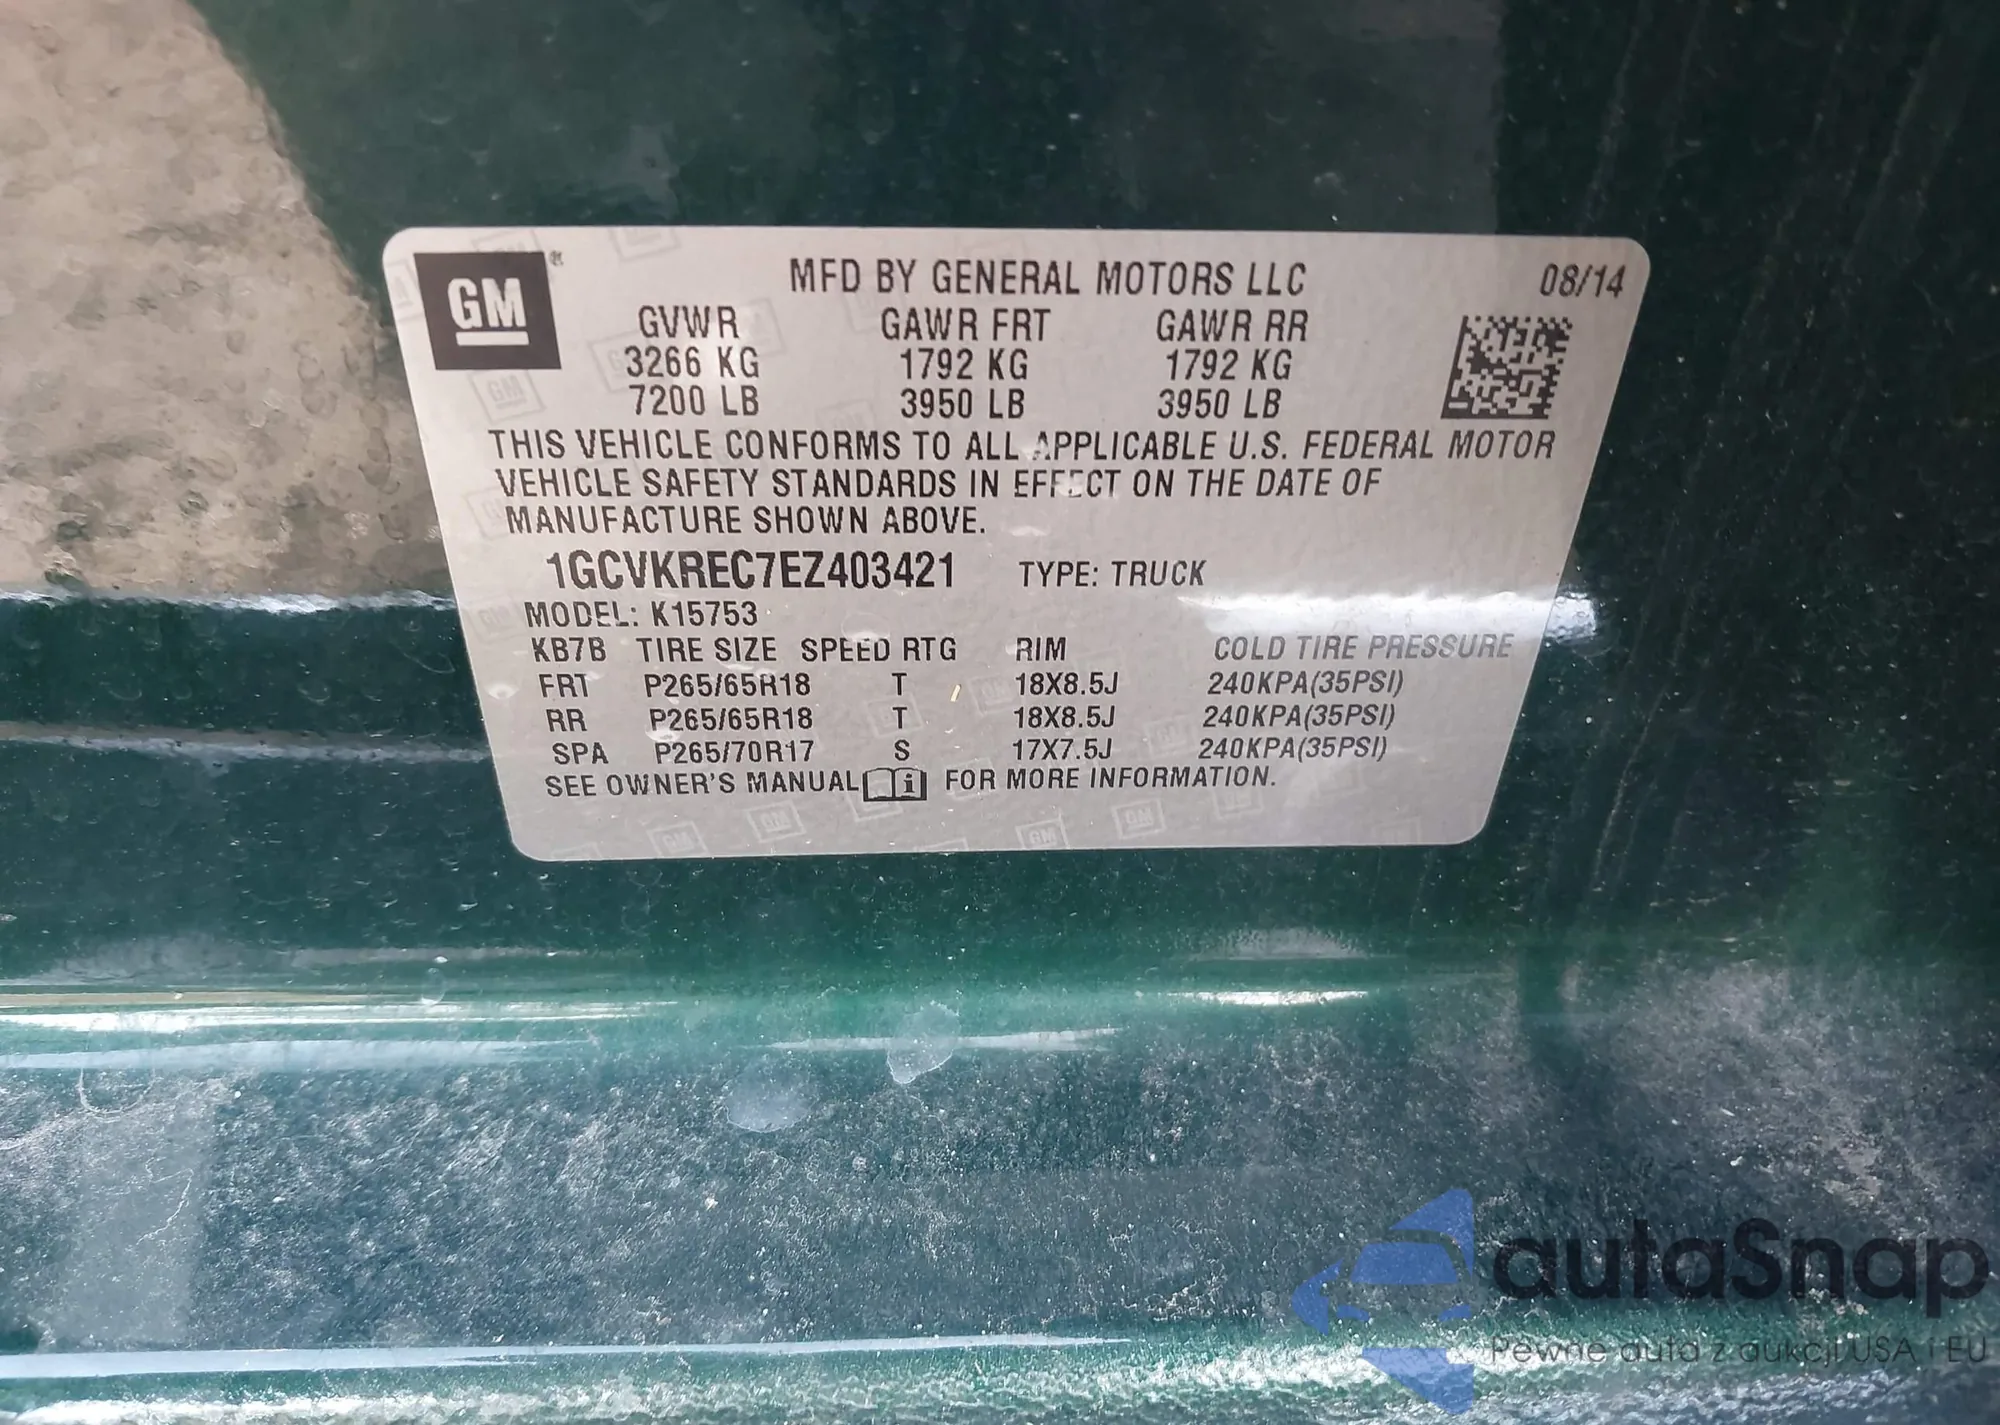 GM ®
MFD BY GENERAL MOTORS LLC 08/14
GVWR GAWR FRT GAWR RR
3266 KG 1792 KG 1792 KG
7200 LB 3950 LB 3950 LB
THIS VEHICLE CONFORMS TO ALL APPLICABLE U.S. FEDERAL MOTOR
VEHICLE SAFETY STANDARDS IN EFFECT ON THE DATE OF
MANUFACTURE SHOWN ABOVE.
1GCVKREC7EZ403421 TYPE: TRUCK
MODEL: K15753
KB7B TIRE SIZE SPEED RTG RIM COLD TIRE PRESSURE
FRT P265/65R18 T 18X8.5J 240KPA(35PSI)
RR P265/65R18 T 18X8.5J 240KPA(35PSI)
SPA P265/70R17 S 17X7.5J 240KPA(35PSI)
SEE OWNER'S MANUAL i FOR MORE INFORMATION.
autaSnap
Pewne auta z aukcji USA i EU